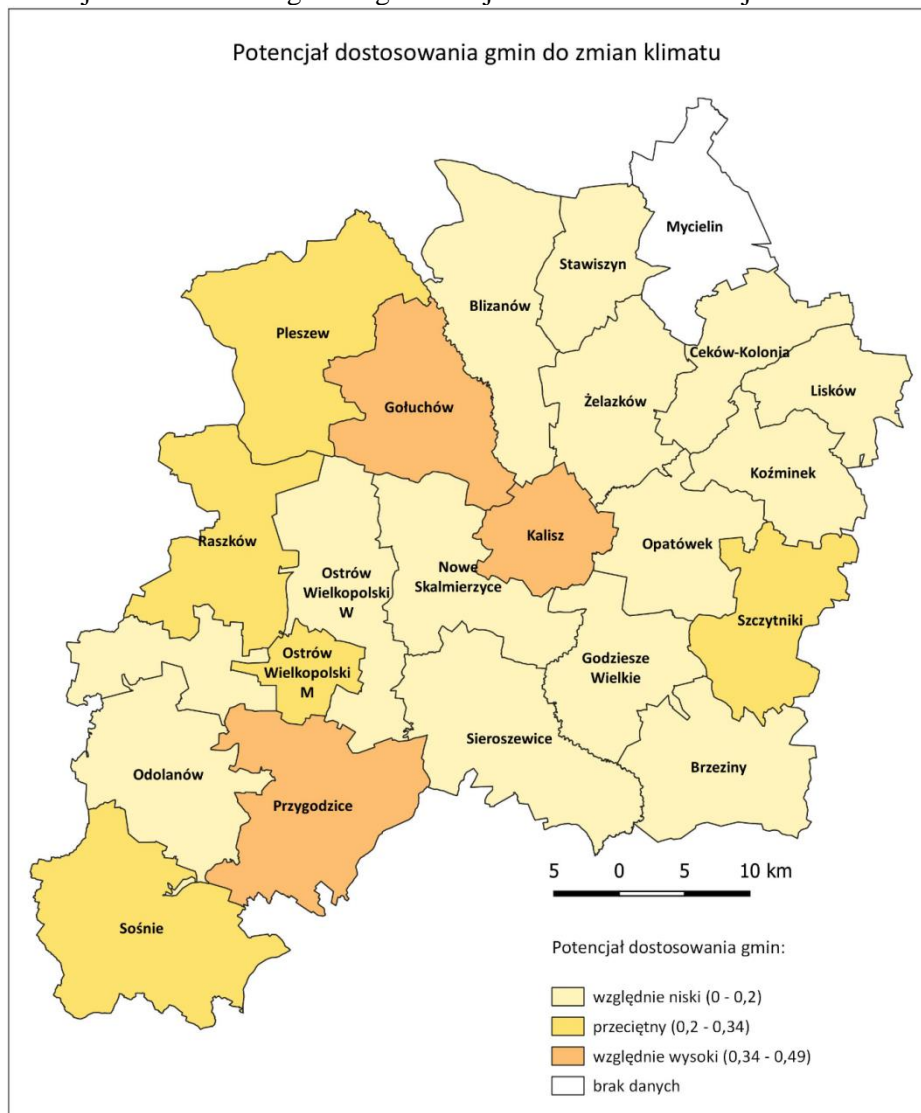 Potencjał dostosowania gmin do zmian klimatu
Mycielin
Stawiszyn
Blizanów
Pleszew
Ceków-Kolonia
Lisków
Gołuchów
Żelazków
Koźminek
Kalisz
Opatówek
Raszków
Ostrów
Wielkopolski
W
Nowe
Skalmierzyce
Szczytniki
Ostrów
Wielkopolski
M
Godziesze
Wielkie
Sieroszewice
Brzeziny
Odolanów
Przygodzice
Sośnie
5 0 5 10 km
Potencjał dostosowania gmin:
względnie niski (0 - 0,2)
przeciętny (0,2 - 0,34)
względnie wysoki (0,34 - 0,49)
brak danych